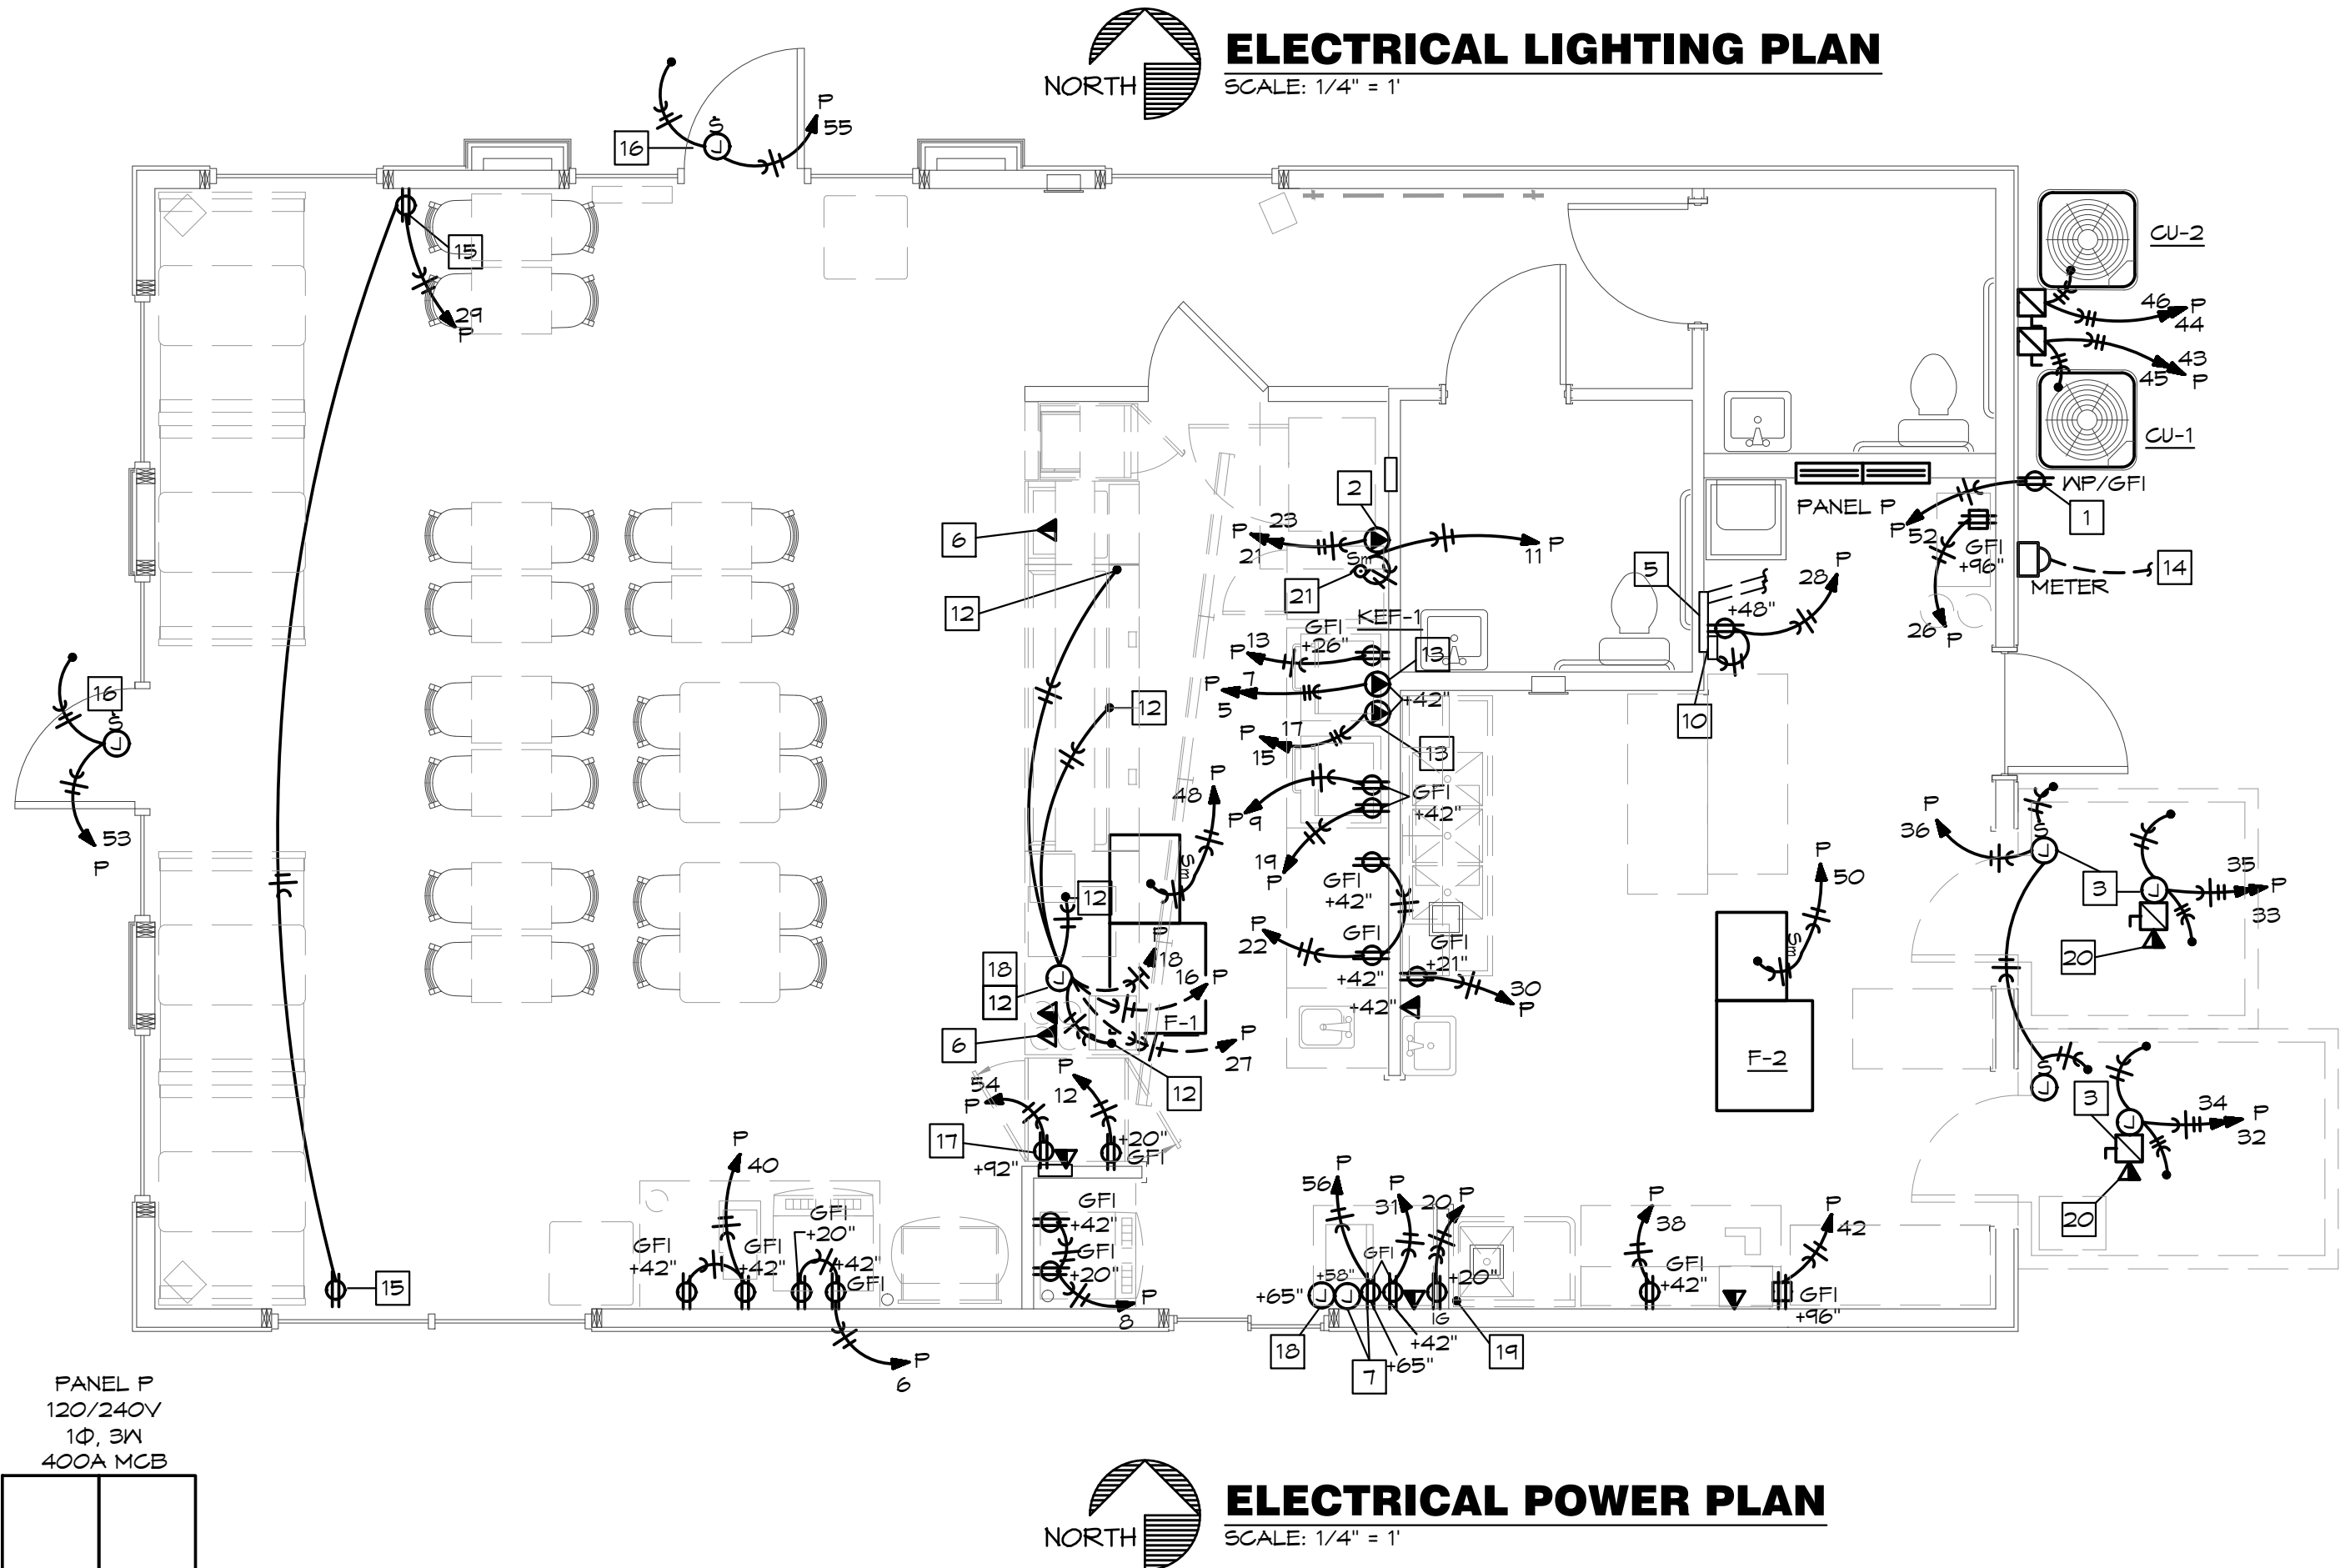 ELECTRICAL LIGHTING PLAN
NORTH
SCALE: 1/4" = 1'
P
55
S
16
15
29
P
CU-2
46
P
44
43
45
P
CU-1
WP/GFI
1
PANEL P
P
52
GFI
+96"
26
P
METER
14
2
P
23
21
11
P
Sm
21
6
12
5
+48"
28
P
10
KEF-1
GFI
+26"
13
P
13
7
P
5
+42"
17
P
15
13
12
P
48
P
9
GFI
+42"
19
P
16
S
53
P
Sm
12
GFI
+42"
22
P
GFI
+42"
GFI
+21"
30
P
+42"
18
12
P
18
16
P
F-1
6
P
27
12
P
50
Sm
F-2
P
36
S
3
35
P
33
20
S
3
34
P
32
20
54
P
P
12
17
+92"
+20"
GFI
P
40
GFI
+42"
GFI
+42"
GFI
+20"
+42"
GFI
GFI
+42"
GFI
+20"
P
8
P
6
15
P
56
P
31
20
P
GFI
+58"
+65"
+20"
IG
+42"
+65"
18
7
19
P
38
GFI
+42"
P
42
GFI
+96"
PANEL P
120/240V
1Φ, 3W
400A MCB
ELECTRICAL POWER PLAN
NORTH
SCALE: 1/4" = 1'